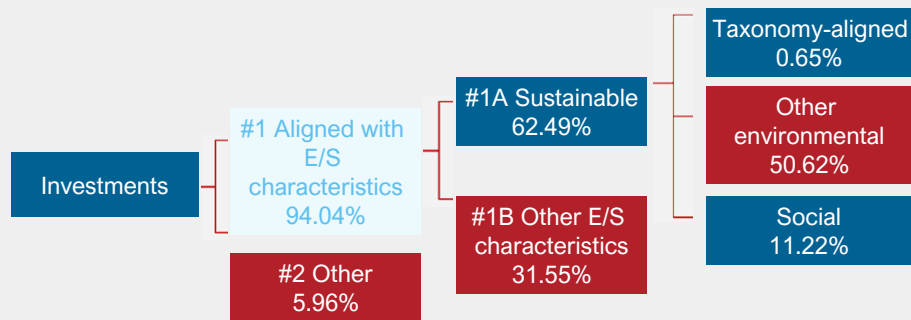 Investments
#1 Aligned with
E/S
characteristics
94.04%
#2 Other
5.96%
#1A Sustainable
62.49%
#1B Other E/S
characteristics
31.55%
Taxonomy-aligned
0.65%
Other
environmental
50.62%
Social
11.22%